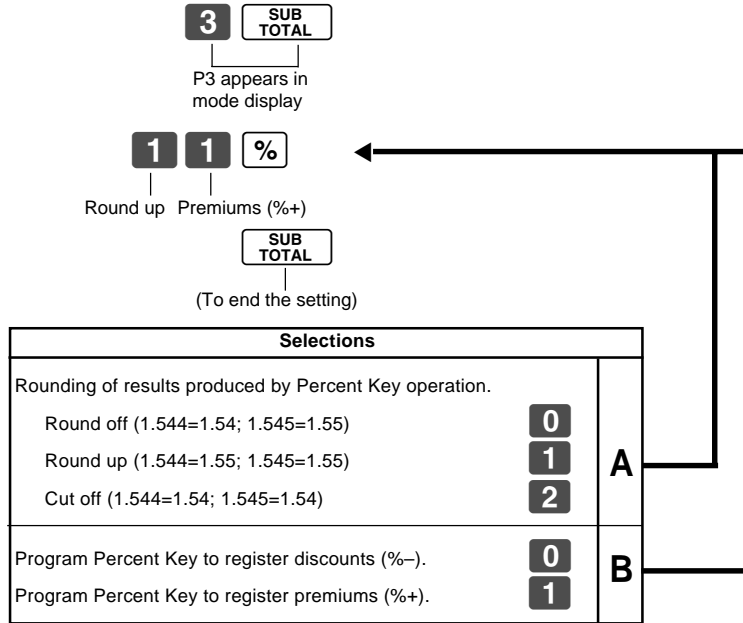 3 SUB TOTAL
P3 appears in
mode display
1 1 %
Round up Premiums (%+)
SUB TOTAL
(To end the setting)
Selections
Rounding of results produced by Percent Key operation.
Round off (1.544=1.54; 1.545=1.55) 0
Round up (1.544=1.55; 1.545=1.55) 1
Cut off (1.544=1.54; 1.545=1.54) 2
A
Program Percent Key to register discounts (%–). 0
Program Percent Key to register premiums (%+). 1
B